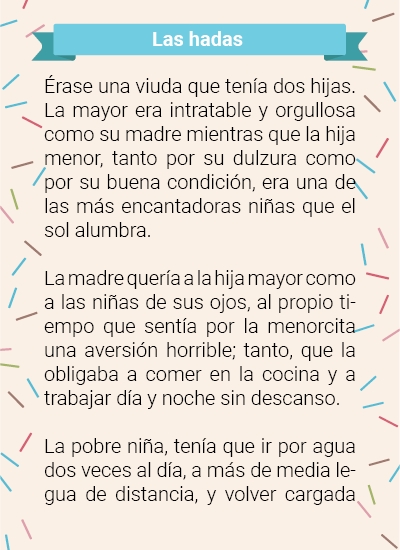 Las hadas
Érase una viuda que tenía dos hijas.
La mayor era intratable y orgullosa
como su madre mientras que la hija
menor, tanto por su dulzura como
por su buena condición, era una de
las más encantadoras niñas que el
sol alumbra.
La madre quería a la hija mayor como
a las niñas de sus ojos, al propio ti-
empo que sentía por la menorcita
una aversión horrible; tanto, que la
obligaba a comer en la cocina y a
trabajar día y noche sin descanso.
La pobre niña, tenía que ir por agua
dos veces al día, a más de media le-
gua de distancia, y volver cargada